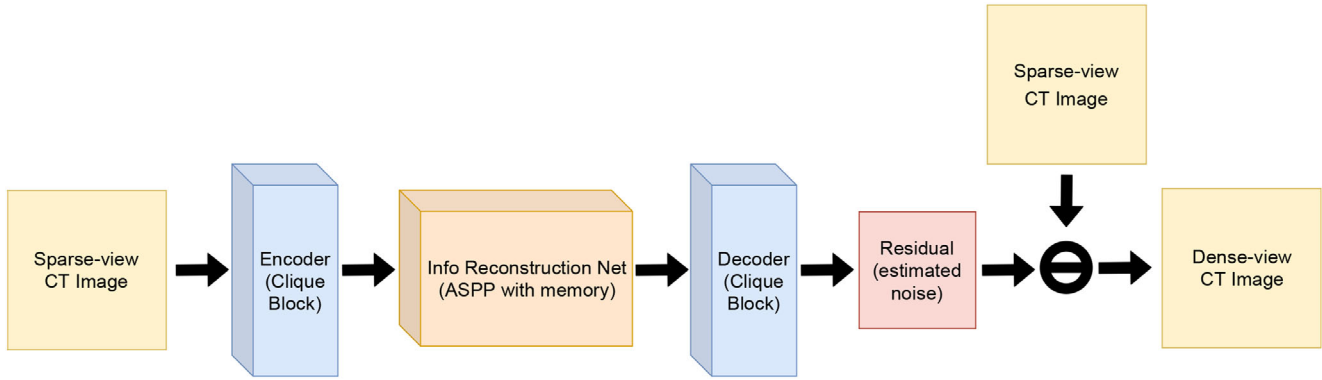 Sparse-view
CT Image
Encoder
(Clique
Block)
Info Reconstruction Net
(ASPP with memory)
Decoder
(Clique
Block)
Residual
(estimated
noise)
Sparse-view
CT Image
Dense-view
CT Image